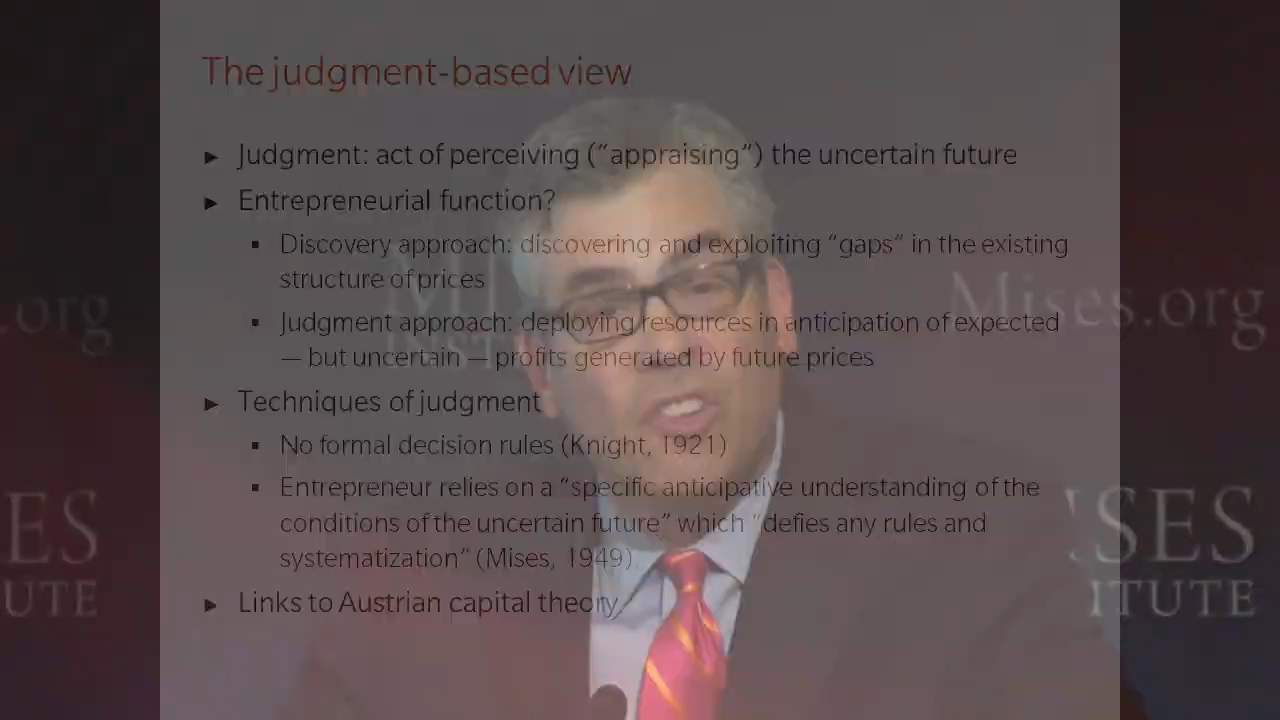 The judgment-based view
► Judgment: act of perceiving (“appraising”) the uncertain future
► Entrepreneurial function?
▪ Discovery approach: discovering and exploiting “gaps” in the existing
structure of prices
▪ Judgment approach: deploying resources in anticipation of expected
— but uncertain — profits generated by future prices
► Techniques of judgment
▪ No formal decision rules (Knight, 1921)
▪ Entrepreneur relies on a “specific anticipative understanding of the
conditions of the uncertain future” which “defies any rules and
systematization” (Mises, 1949)
► Links to Austrian capital theory
.org
Mises.org
ES
UTE
ISES
TITUTE